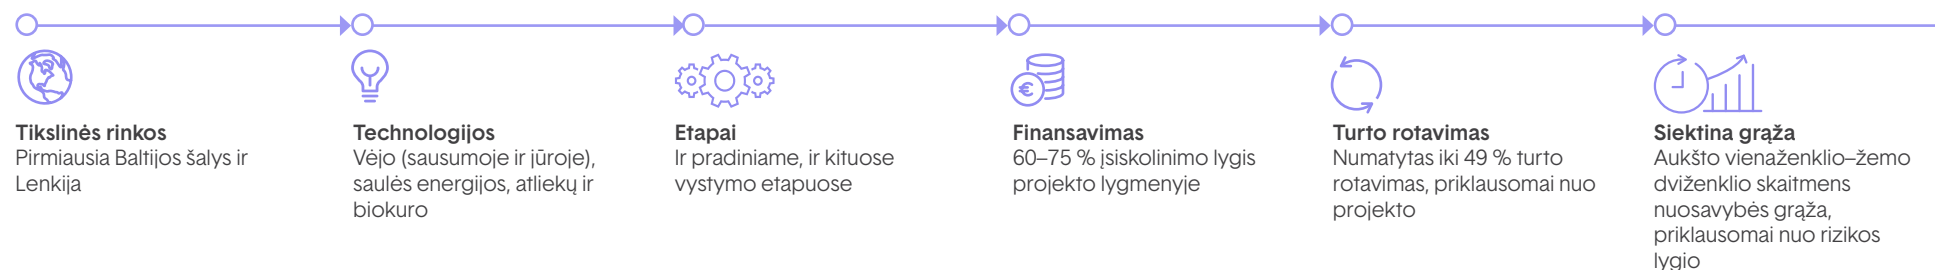 Tikslinės rinkos
Pirmiausia Baltijos šalys ir
Lenkija
Technologijos
Vėjo (sausumoje ir jūroje),
saulės energijos, atliekų ir
biokuro
Etapai
Ir pradiniame, ir kituose
vystymo etapuose
€
Finansavimas
60–75 % įsiskolinimo lygis
projekto lygmenyje
Turto rotavimas
Numatytas iki 49 % turto
rotavimas, priklausomai nuo
projekto
Siektina grąža
Aukšto vienaženklio–žemo
dviženklio skaitmens
nuosavybės grąža,
priklausomai nuo rizikos
lygio